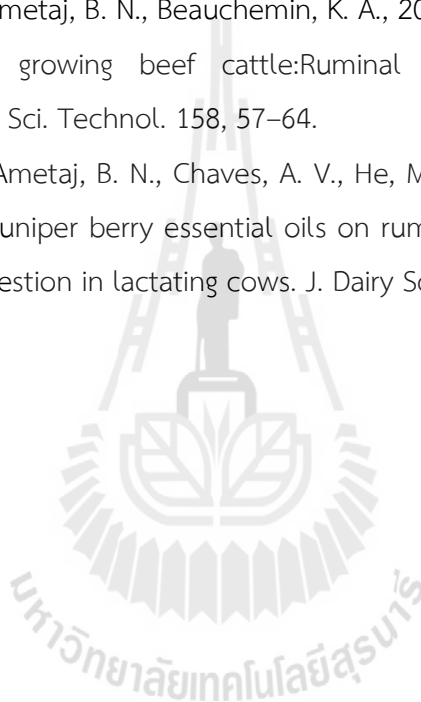 metaj, B. N., Beauchemin, K. A., 20
growing beef cattle:Ruminal
Sci. Technol. 158, 57–64.
Ametaj, B. N., Chaves, A. V., He, M
uniper berry essential oils on rum
estion in lactating cows. J. Dairy Sc
มหาวิทยาลัยเทคโนโลยีสุรนารี